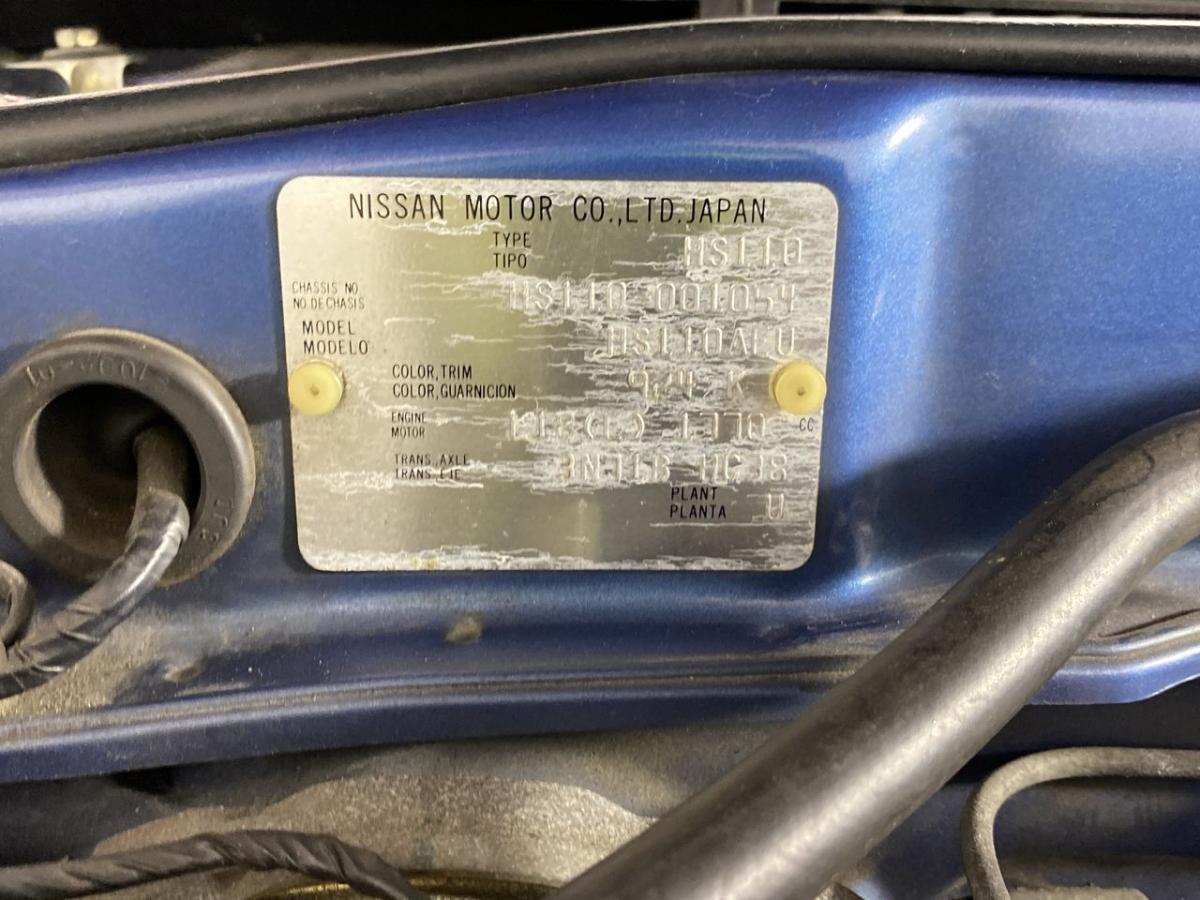 NISSAN MOTOR CO.,LTD.JAPAN
TYPE
TIPO
HS110
CHASSIS NO
NO.DE CHASIS
HS110 001054
MODEL
MODELO
COLOR,TRIM
COLOR,GUARNICION
ENGINE
MOTOR
1770 CC
TRANS.,AXLE
TRANS.,EJE
PLANT
PLANTA
U